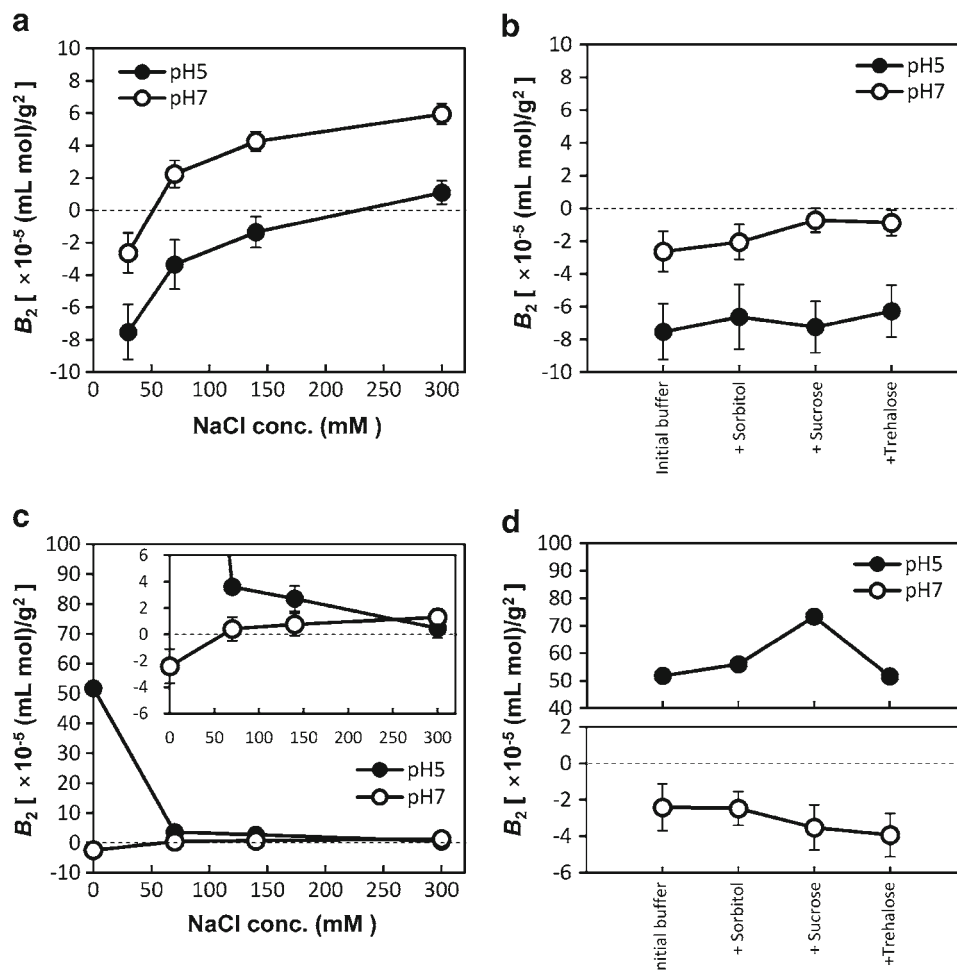 a
10
8
6
4
2
0
-2
-4
-6
-8
-10
B2 [ ×10-5 (mL mol)/g2 ]
pH5
pH7
0 50 100 150 200 250 300
NaCl conc. (mM )
b
10
8
6
4
2
0
-2
-4
-6
-8
-10
B2 [ ×10-5 (mL mol)/g2 ]
pH5
pH7
Initial buffer
+ Sorbitol
+ Sucrose
+Trehalose
c
100
90
80
70
60
50
40
30
20
10
0
-10
B2 [ ×10-5 (mL mol)/g2 ]
6
4
2
0
-2
-4
-6
0 50 100 150 200 250 300
pH5
pH7
0 50 100 150 200 250 300
NaCl conc. (mM )
d
100
90
80
70
60
50
40
2
0
-2
-4
-6
B2 [ ×10-5 (mL mol)/g2 ]
pH5
pH7
Initial buffer
+ Sorbitol
+ Sucrose
+Trehalose